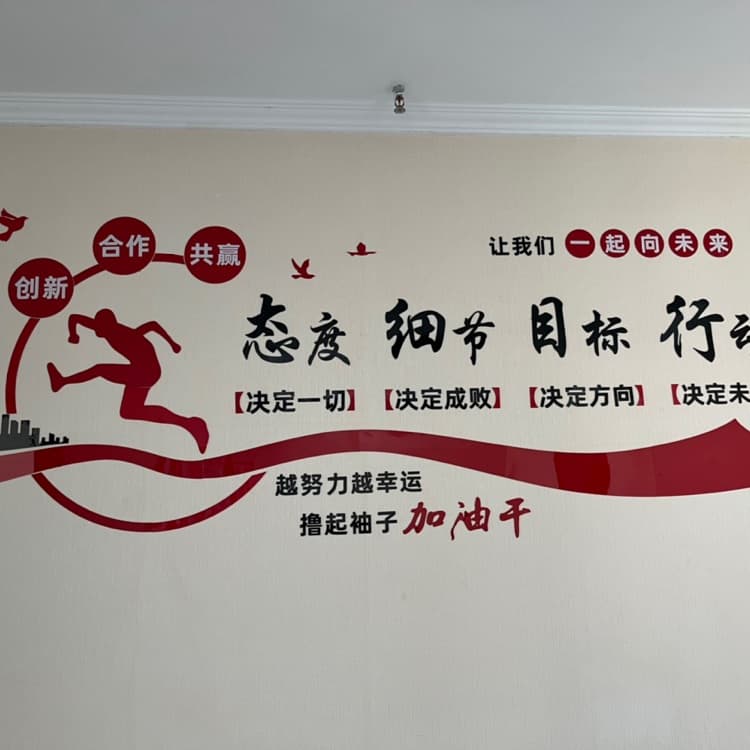 创新
合作
共赢
让我们一起向未来
态度 细节 目标 行动
【决定一切】 【决定成败】 【决定方向】 【决定未
越努力越幸运
撸起袖子加油干